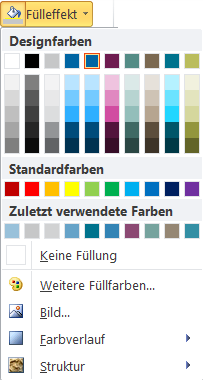 Fülleffekt
Designfarben
Standardfarben
Zuletzt verwendete Farben
Keine Füllung
Weitere Füllfarben...
Bild...
Farbverlauf
Struktur